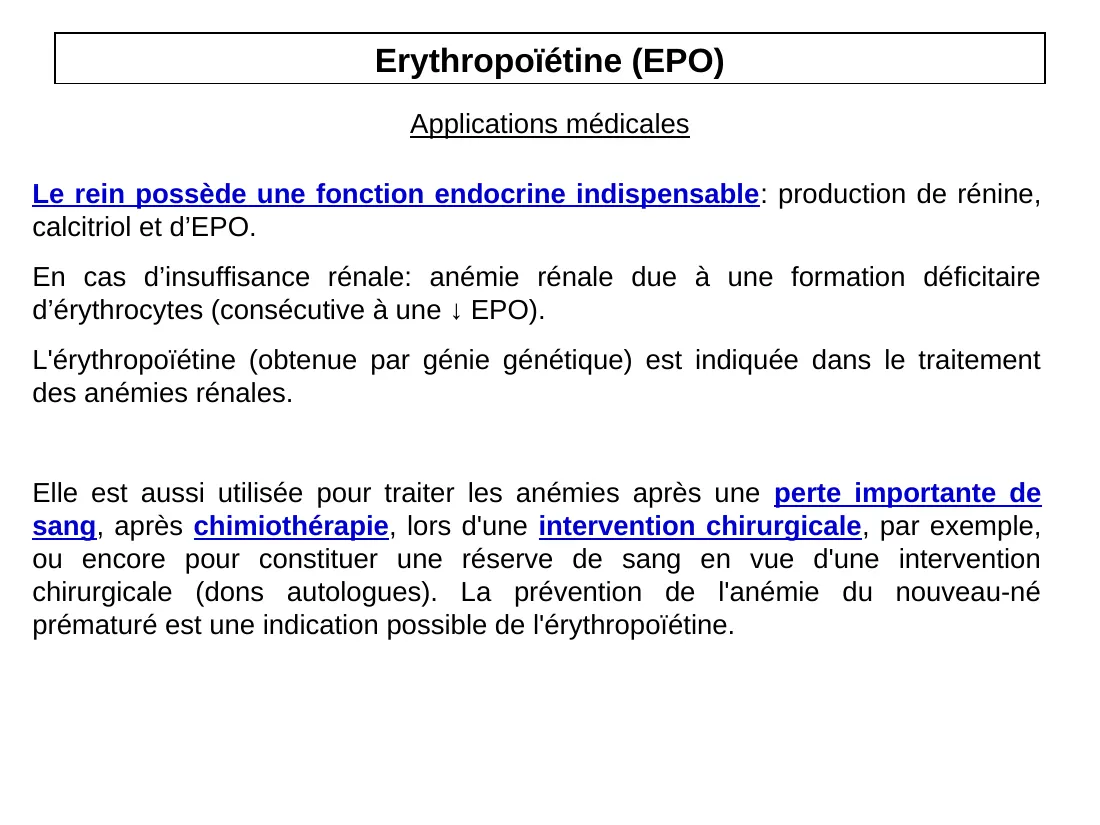 Erythropoïétine (EPO)
Applications médicales
Le rein possède une fonction endocrine indispensable: production de rénine,
calcitriol et d’EPO.
En cas d’insuffisance rénale: anémie rénale due à une formation déficitaire
d’érythrocytes (consécutive à une ↓ EPO).
L'érythropoïétine (obtenue par génie génétique) est indiquée dans le traitement
des anémies rénales.
Elle est aussi utilisée pour traiter les anémies après une perte importante de
sang, après chimiothérapie, lors d'une intervention chirurgicale, par exemple,
ou encore pour constituer une réserve de sang en vue d'une intervention
chirurgicale (dons autologues). La prévention de l'anémie du nouveau-né
prématuré est une indication possible de l'érythropoïétine.